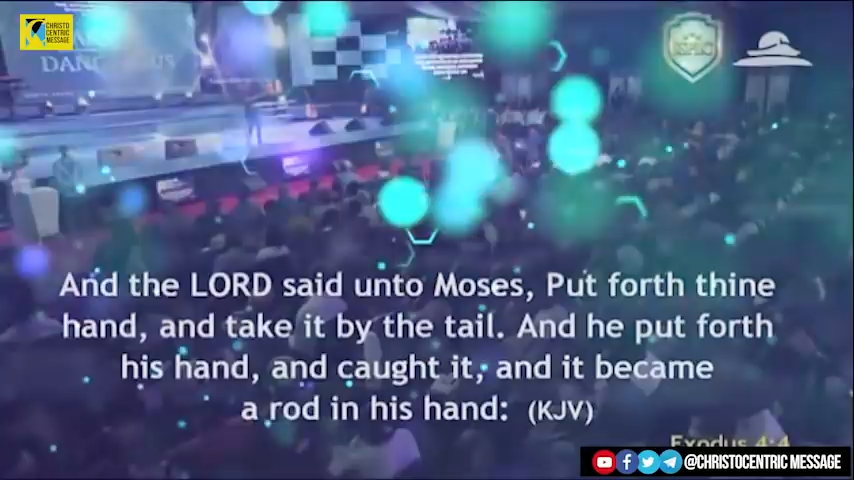 CHRISTO
CENTRIC
MESSAGE
And the LORD said unto Moses, Put forth thine
hand, and take it by the tail. And he put forth
his hand, and caught it, and it became
a rod in his hand: (KJV)
Exodus 4:4
@CHRISTOCENTRIC MESSAGE